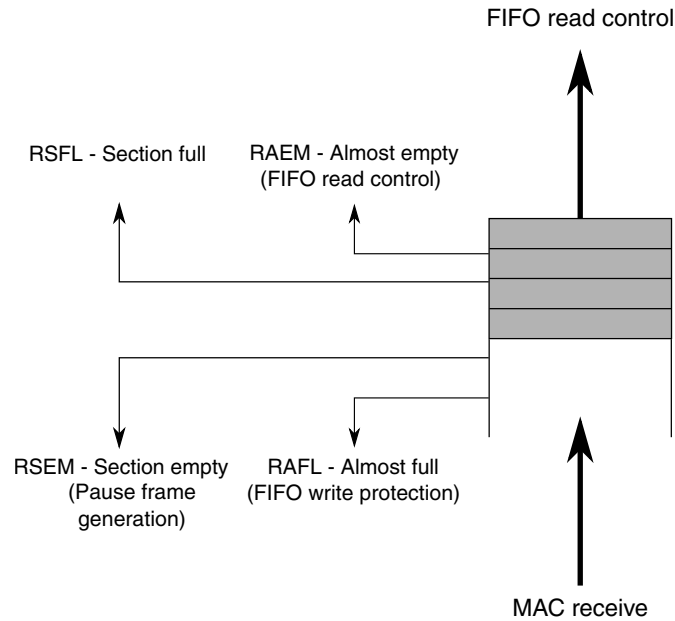 FIFO read control
RSFL - Section full
RAEM - Almost empty
(FIFO read control)
RSEM - Section empty
(Pause frame
generation)
RAFL - Almost full
(FIFO write protection)
MAC receive